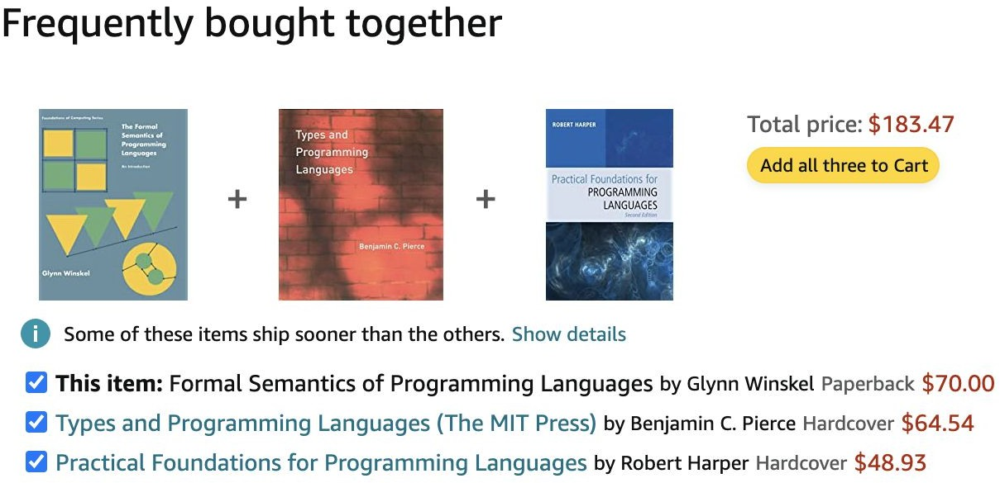 Frequently bought together
Foundations of Computing Series
The Formal
Semantics of
Programming
Languages
An Introduction
Glynn Winskel
+
Types and
Programming
Languages
Benjamin C. Pierce
+
ROBERT HARPER
Practical Foundations for
PROGRAMMING
LANGUAGES
Second Edition
Total price: $183.47
Add all three to Cart
i Some of these items ship sooner than the others. Show details
This item: Formal Semantics of Programming Languages by Glynn Winskel Paperback $70.00
Types and Programming Languages (The MIT Press) by Benjamin C. Pierce Hardcover $64.54
Practical Foundations for Programming Languages by Robert Harper Hardcover $48.93